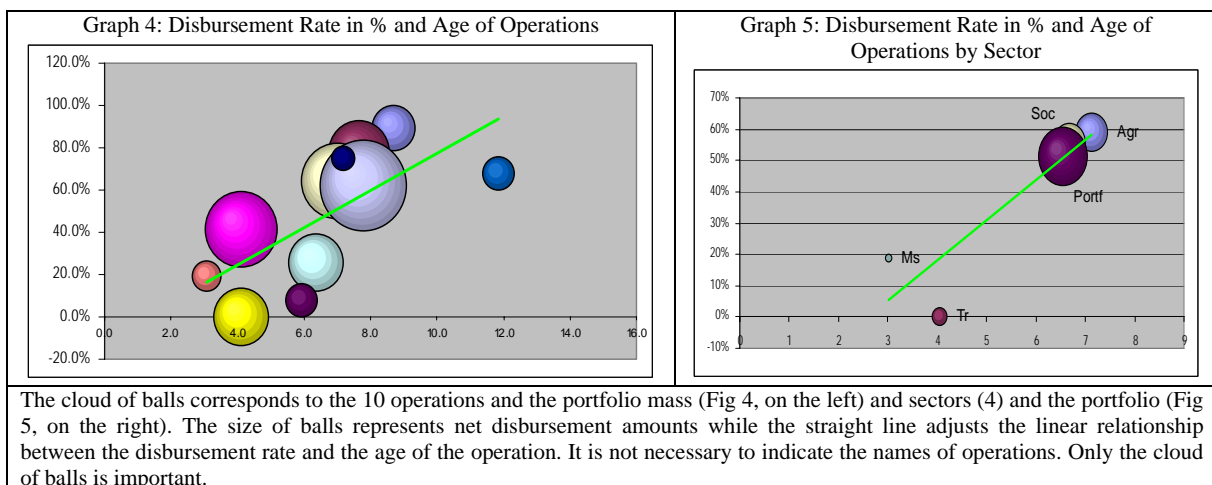 Graph 4: Disbursement Rate in % and Age of Operations
120.0%
100.0%
80.0%
60.0%
40.0%
20.0%
0.0%
-20.0%
0.0 2.0 4.0 6.0 8.0 10.0 12.0 14.0 16.0
Graph 5: Disbursement Rate in % and Age of
Operations by Sector
70%
60%
50%
40%
30%
20%
10%
0%
-10%
0 1 2 3 4 5 6 7 8 9
Soc
Agr
Portf
Ms
Tr
The cloud of balls corresponds to the 10 operations and the portfolio mass (Fig 4, on the left) and sectors (4) and the portfolio (Fig
5, on the right). The size of balls represents net disbursement amounts while the straight line adjusts the linear relationship
between the disbursement rate and the age of the operation. It is not necessary to indicate the names of operations. Only the cloud
of balls is important.